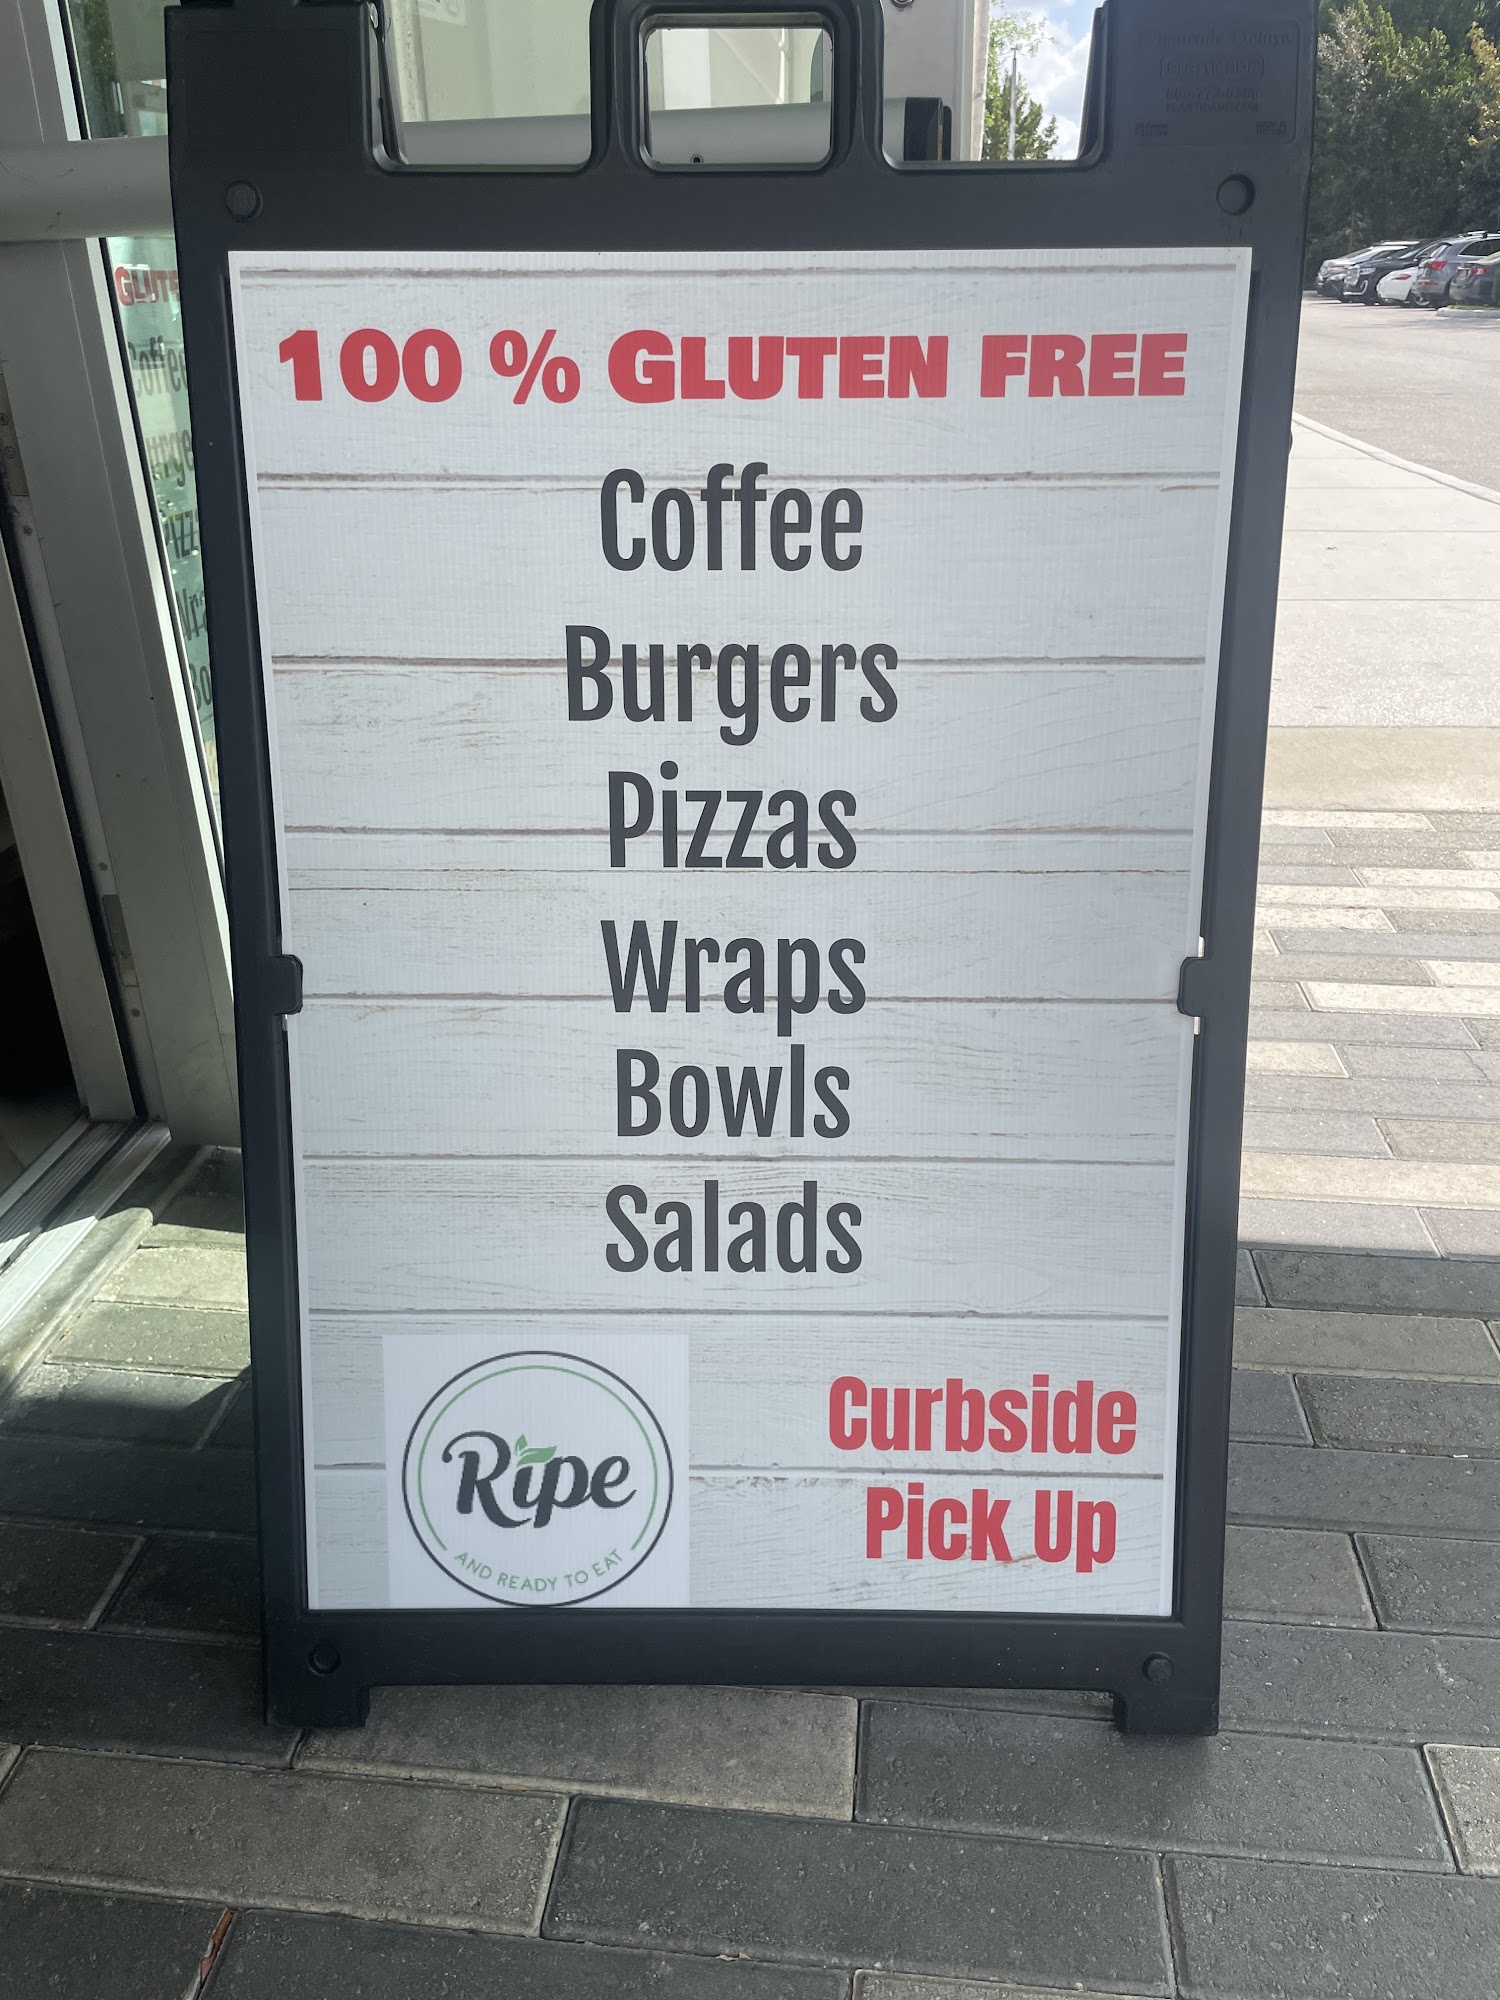 100 % GLUTEN FREE
Coffee
Burgers
Pizzas
Wraps
Bowls
Salads
Ripe
AND READY TO EAT
Curbside
Pick Up